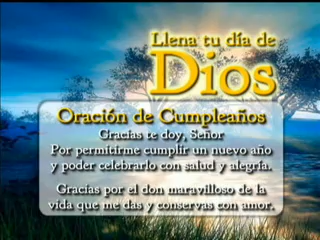 Llena tu día de
Dios
Oración de Cumpleaños
Gracias te doy, Señor
Por permitirme cumplir un nuevo año
y poder celebrarlo con salud y alegría.
Gracias por el don maravilloso de la
vida que me das y conservas con amor.